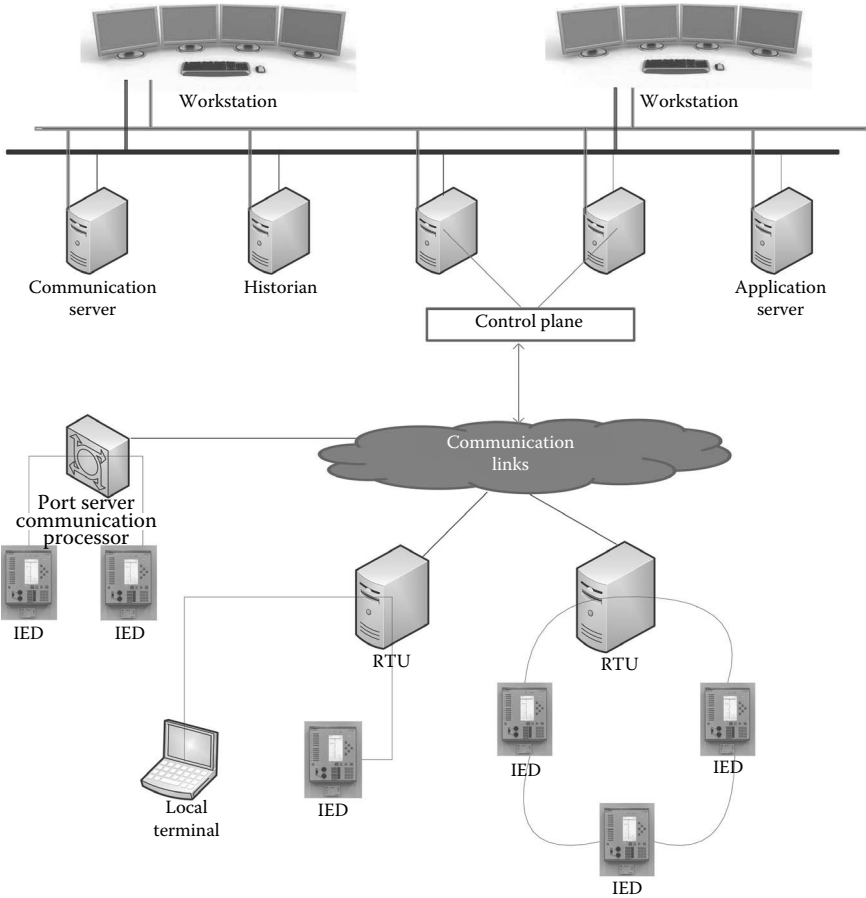 Workstation
Workstation
Communication
server
Historian
Application
server
Control plane
Communication
links
Port server
communication
processor
IED
IED
RTU
RTU
IED
IED
Local
terminal
IED
IED